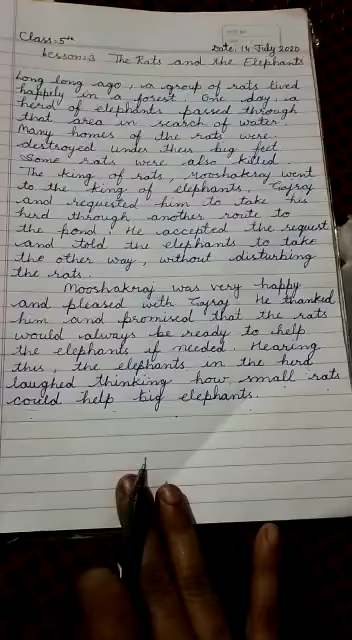 Class:5th
Date: 14 July 2020
Lesson:3 The Rats and the Elephants
Long long ago, a group of rats lived
happily in a forest. One day a
herd of elephants passed through
that area in search of water.
Many homes of the rats were
destroyed under their big feet.
Some rats were also killed.
The king of rats, Mooshakraj went
to the king of elephants, Gajraj
and requested him to take his
herd through another route to
the pond. He accepted the request
and told the elephants to take
the other way, without disturbing
the rats.
Mooshakraj was very happy
and pleased with Gajraj. He thanked
him and promised that the rats
would always be ready to help
the elephants if needed. Hearing
this, the elephants in the herd
laughed thinking how small rats
could help big elephants.